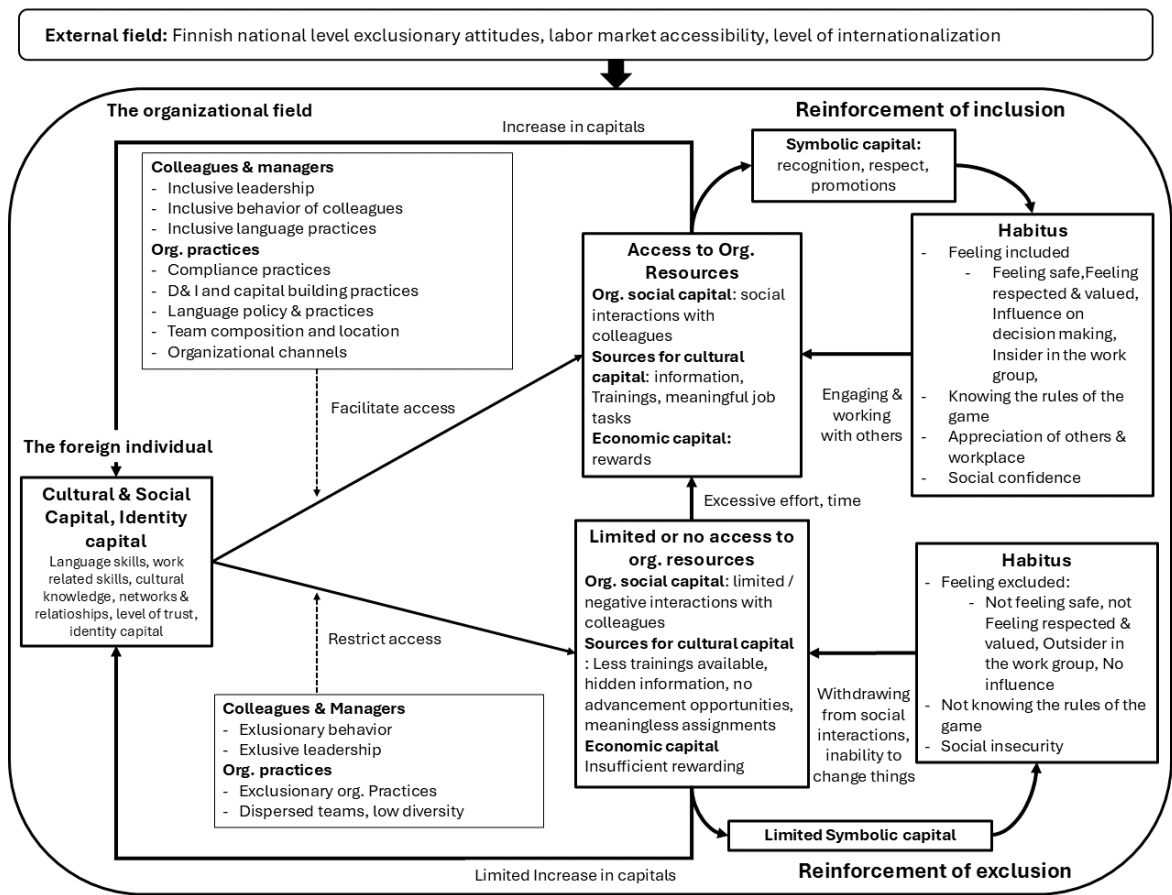 External field: Finnish national level exclusionary attitudes, labor market accessibility, level of internationalization
The organizational field
Reinforcement of inclusion
Increase in capitals
Symbolic capital:
recognition, respect,
promotions
Colleagues & managers
- Inclusive leadership
- Inclusive behavior of colleagues
- Inclusive language practices
Org. practices
- Compliance practices
- D& I and capital building practices
- Language policy & practices
- Team composition and location
- Organizational channels
Facilitate access
Access to Org.
Resources
Org. social capital: social
interactions with
colleagues
Sources for cultural
capital: information,
Trainings, meaningful job
tasks
Economic capital:
rewards
Habitus
- Feeling included
- Feeling safe,Feeling
respected & valued,
Influence on
decision making,
Insider in the work
group,
- Knowing the rules of the
game
- Appreciation of others &
workplace
- Social confidence
Engaging &
working
with others
The foreign individual
Cultural & Social
Capital, Identity
capital
Language skills, work
related skills, cultural
knowledge, networks &
relatioships, level of trust,
identity capital
Excessive effort, time
Limited or no access to
org. resources
Org. social capital: limited /
negative interactions with
colleagues
Sources for cultural capital
: Less trainings available,
hidden information, no
advancement opportunities,
meaningless assignments
Economic capital
Insufficient rewarding
Habitus
- Feeling excluded:
- Not feeling safe, not
Feeling respected &
valued, Outsider in
the work group, No
influence
- Not knowing the rules of the
game
- Social insecurity
Withdrawing
from social
interactions,
inability to
change things
Restrict access
Colleagues & Managers
- Exlusionary behavior
- Exlusive leadership
Org. practices
- Exclusionary org. Practices
- Dispersed teams, low diversity
Limited Symbolic capital
Limited Increase in capitals
Reinforcement of exclusion